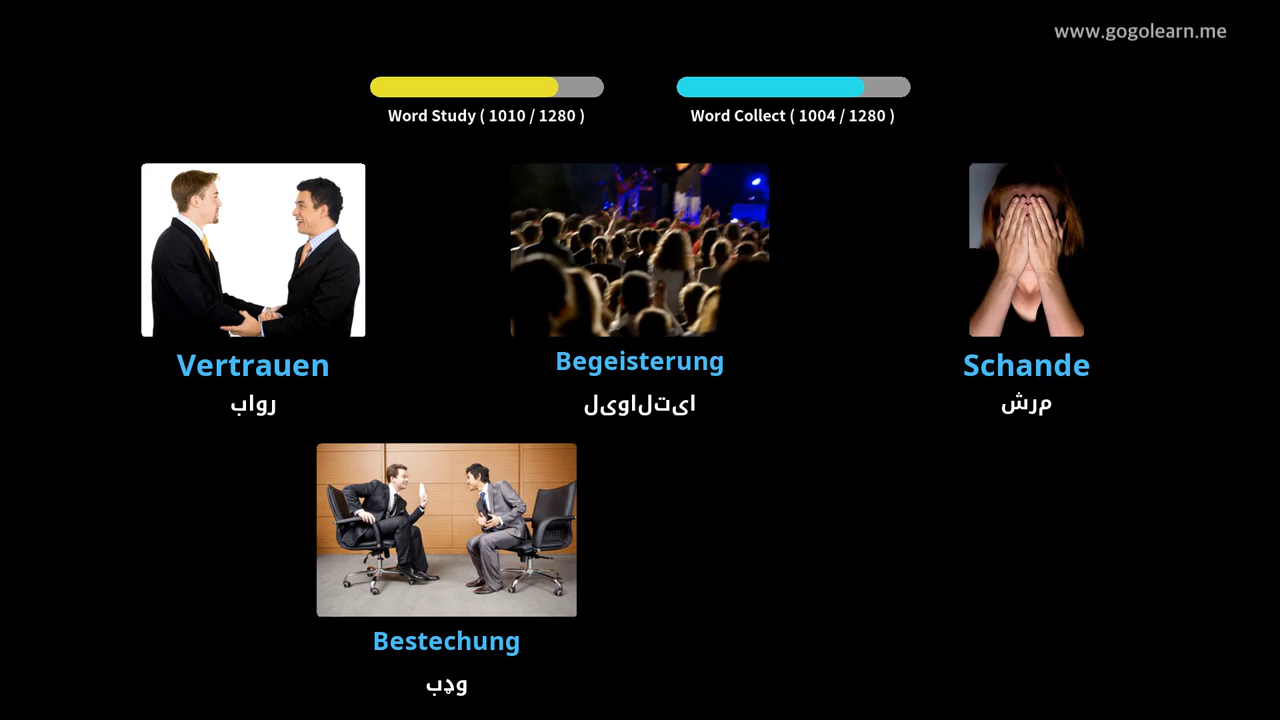 www.gogolearn.me
Word Study ( 1010 / 1280 )
Word Collect ( 1004 / 1280 )
Vertrauen
رواب
Begeisterung
ایتلاویل
Schande
مرش
Bestechung
وډب